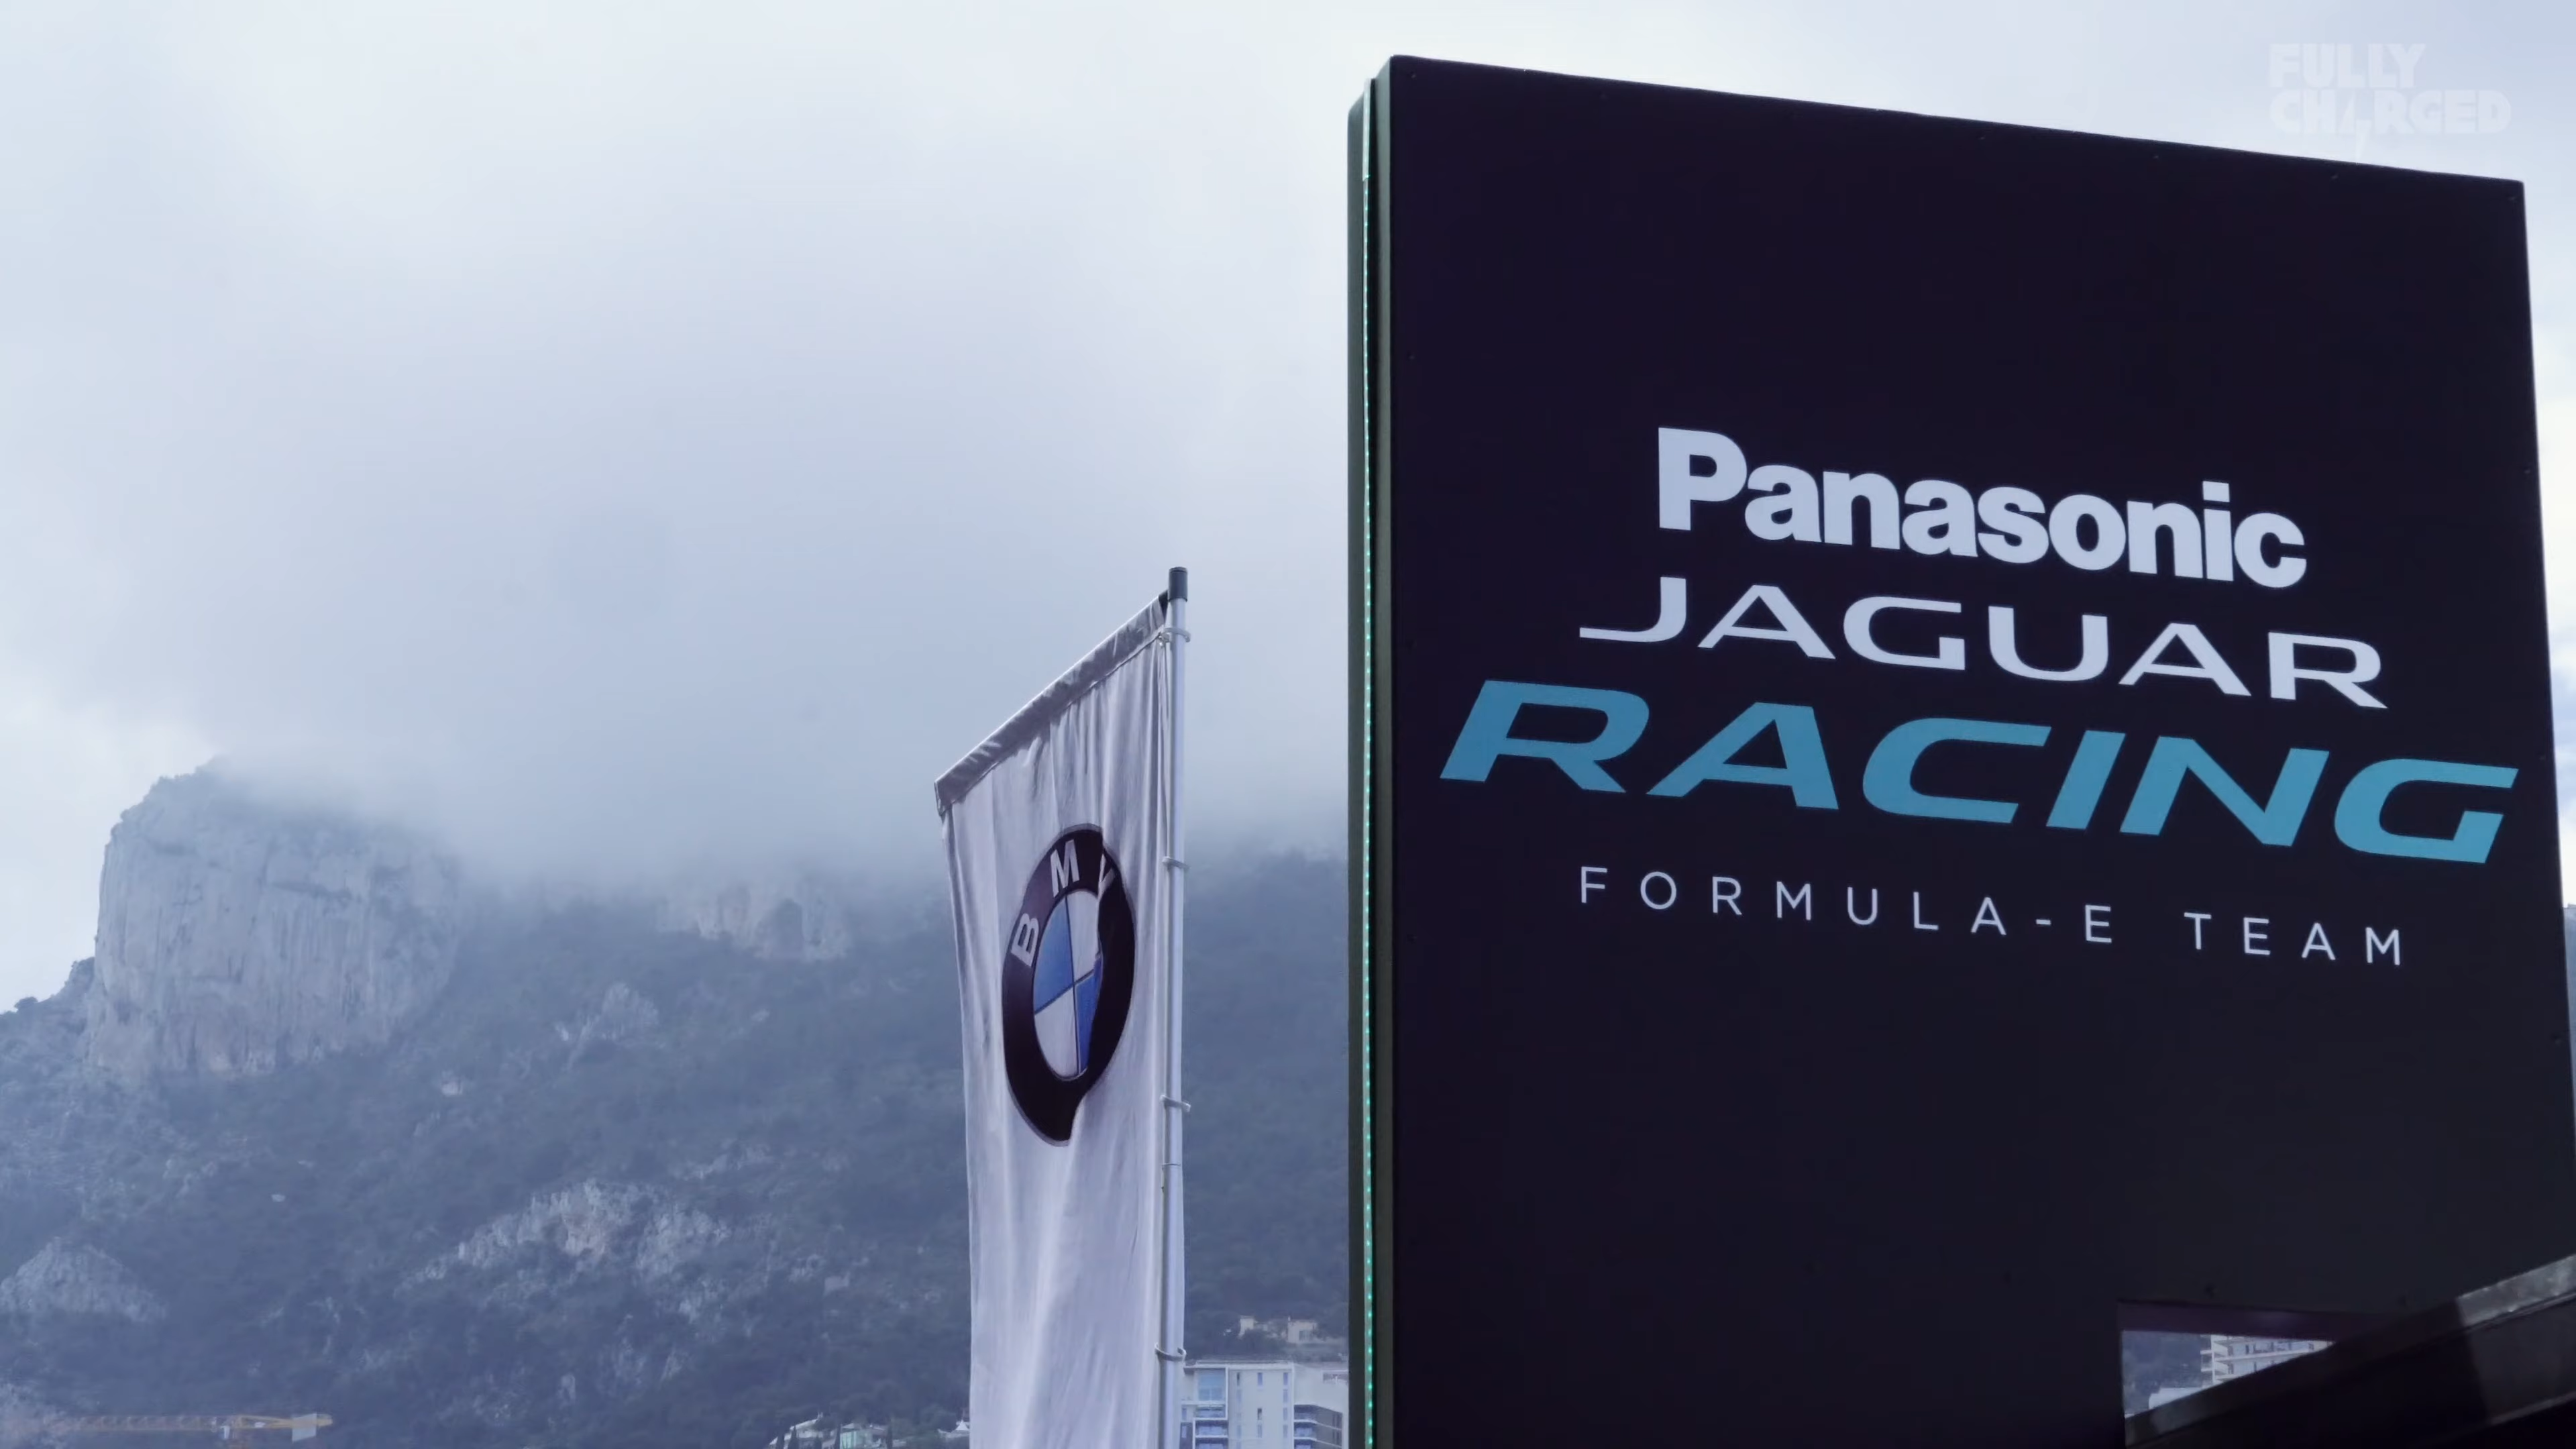 FULLY
CHARGED
Panasonic
JAGUAR
RACING
FORMULA-E TEAM
BMW